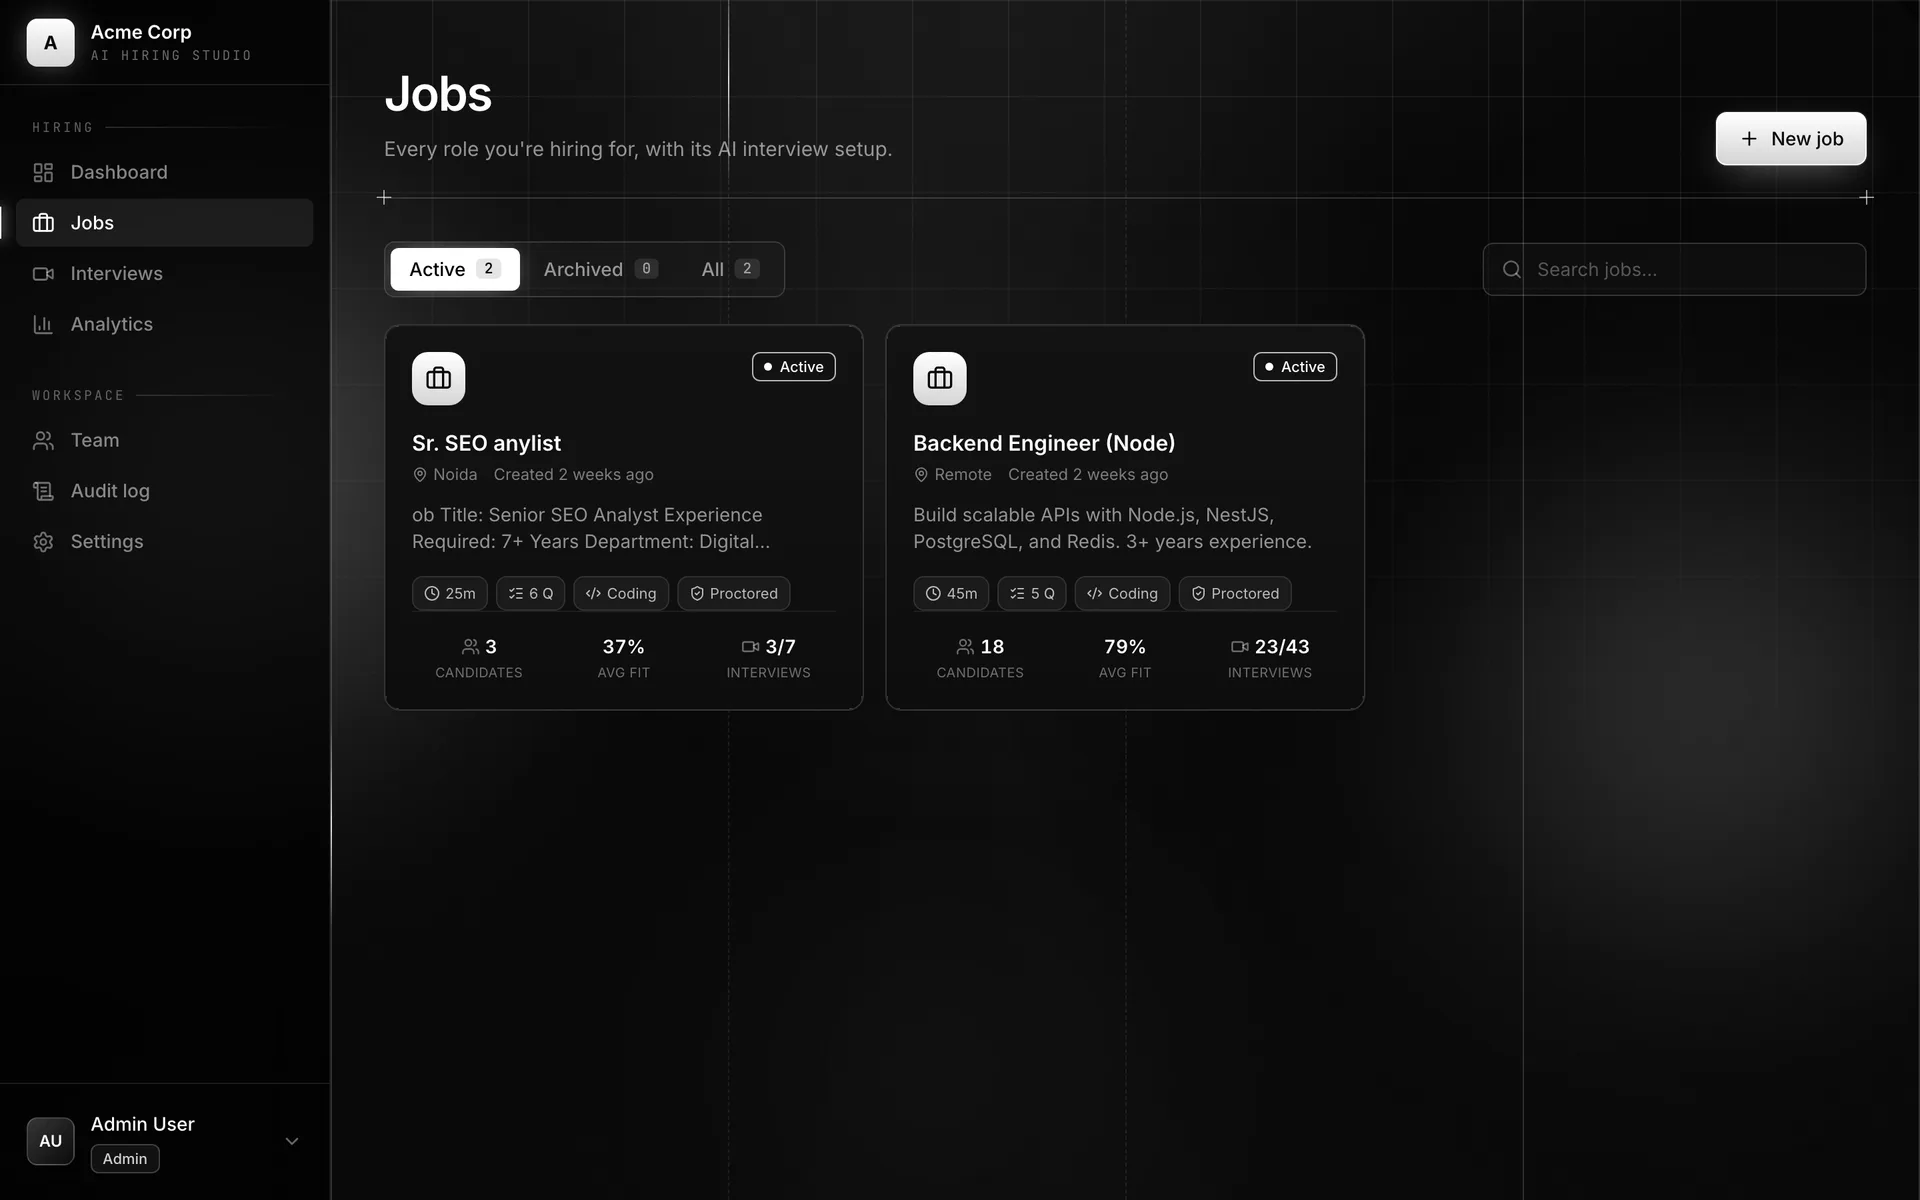 A
Acme Corp
AI HIRING STUDIO
HIRING
Dashboard
Jobs
Interviews
Analytics
WORKSPACE
Team
Audit log
Settings
AU
Admin User
Admin
Jobs
Every role you're hiring for, with its AI interview setup.
+ New job
Active 2 Archived 0 All 2
Search jobs...
Active
Sr. SEO anylist
Noida Created 2 weeks ago
ob Title: Senior SEO Analyst Experience
Required: 7+ Years Department: Digital...
25m 6 Q Coding Proctored
3 37% 3/7
CANDIDATES AVG FIT INTERVIEWS
Active
Backend Engineer (Node)
Remote Created 2 weeks ago
Build scalable APIs with Node.js, NestJS,
PostgreSQL, and Redis. 3+ years experience.
45m 5 Q Coding Proctored
18 79% 23/43
CANDIDATES AVG FIT INTERVIEWS